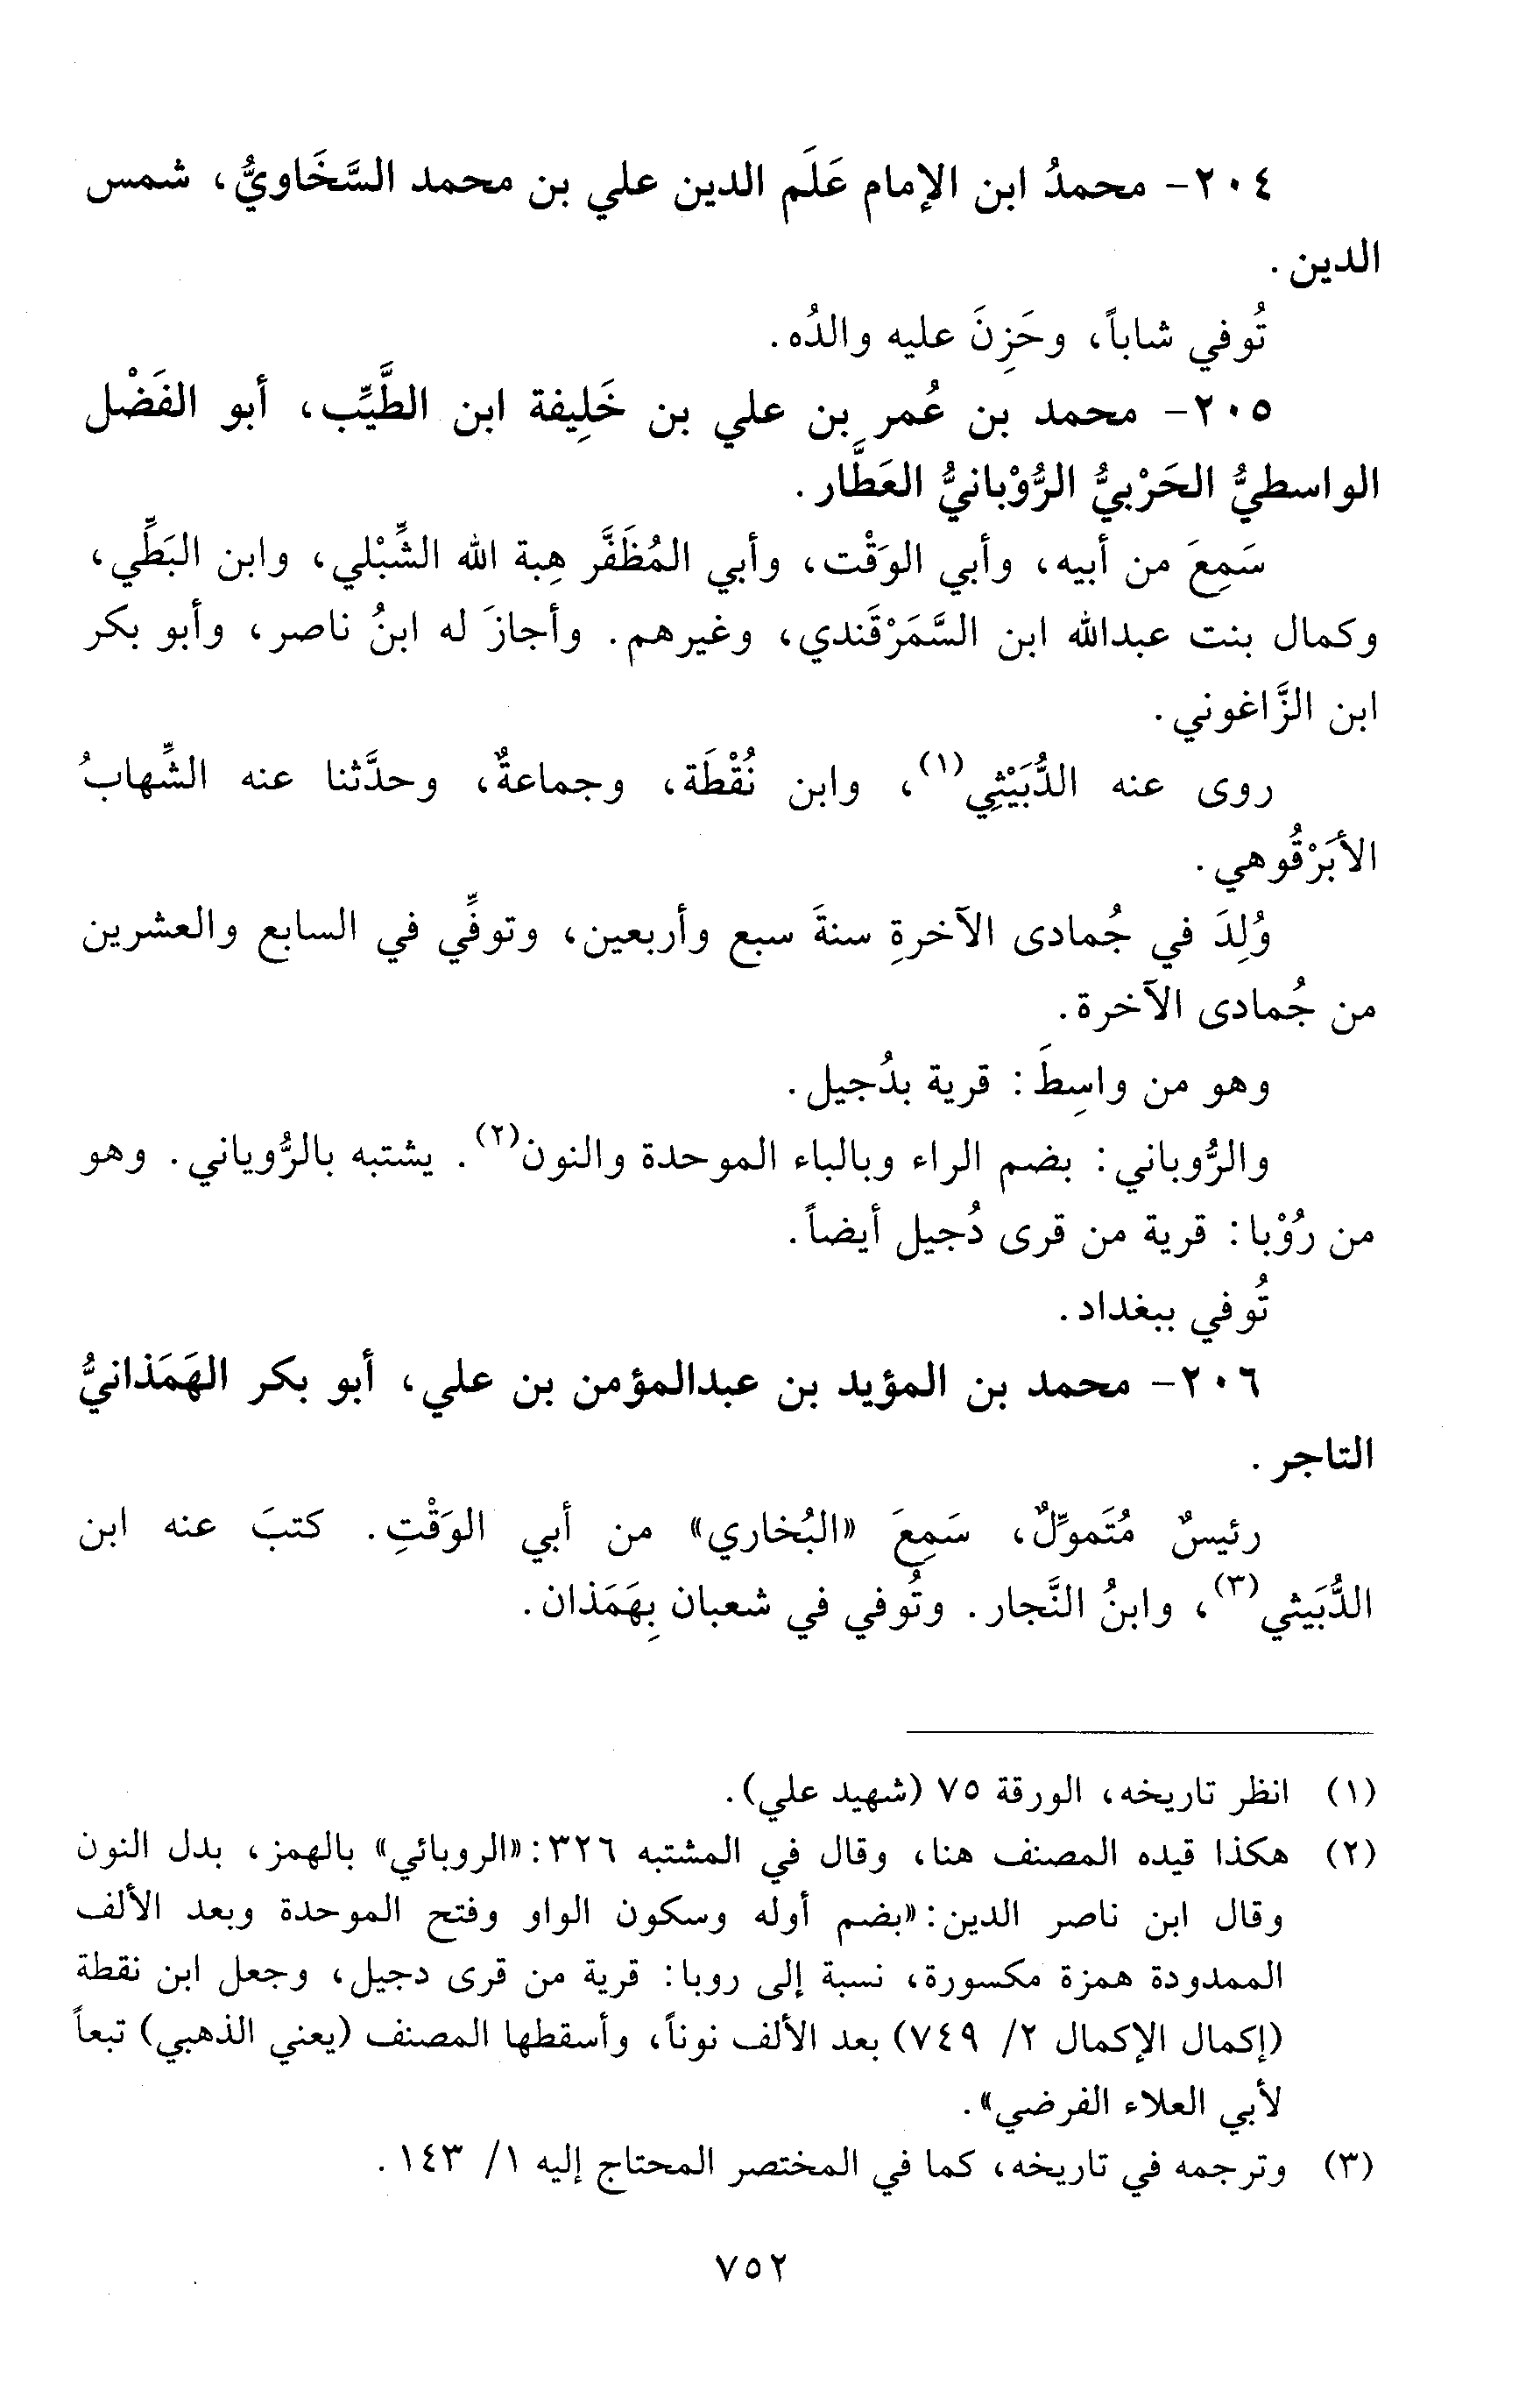 ٢٠٤- محمدُ ابن الإمام عَلَم الدين علي بن محمد السَّخَاويُّ، شمس
الدين.
تُوفي شاباً، وحَزِنَ عليه والدُه.
٢٠٥- محمد بن عُمر بن علي بن خَلِيفة ابن الطَّيِّب، أبو الفَضْل
الواسطيُّ الحَرْبيُّ الرُّوْبانيُّ العَطَّار.
سَمِعَ من أبيه، وأبي الوَقْت، وأبي المُظَفَّر هِبة الله الشِّبْلي، وابن البَطِّي،
وكمال بنت عبدالله ابن السَّمَرْقَندي، وغيرهم. وأجازَ له ابنُ ناصر، وأبو بكر
ابن الزَّاغوني.
روى عنه الدُّبَيْثِي(١)، وابن نُقْطَة، وجماعةٌ، وحدَّثنا عنه الشِّهابُ
الأبَرْقُوهي.
وُلِدَ في جُمادى الآخرةِ سنةَ سبع وأربعين، وتوفِّي في السابع والعشرين
من جُمادى الآخرة.
وهو من واسِطَ: قرية بدُجيل.
والرُّوباني: بضم الراء وبالباء الموحدة والنون(٢). يشتبه بالرُّوياني. وهو
من رُوْبا: قرية من قرى دُجيل أيضاً.
تُوفي ببغداد.
٢٠٦- محمد بن المؤيد بن عبدالمؤمن بن علي، أبو بكر الهَمَذانيُّ
التاجر.
رئيسٌ مُتَموِّلٌ، سَمِعَ «البُخاري» من أبي الوَقْتِ. كتبَ عنه ابن
الدُّبَيثي(٣)، وابنُ النَّجار. وتُوفي في شعبان بِهَمَذان.
(١) انظر تاريخه، الورقة ٧٥ (شهيد علي).
(٢) هكذا قيده المصنف هنا، وقال في المشتبه ٣٢٦: «الروبائي» بالهمز، بدل النون
وقال ابن ناصر الدين: «بضم أوله وسكون الواو وفتح الموحدة وبعد الألف
الممدودة همزة مكسورة، نسبة إلى روبا: قرية من قرى دجيل، وجعل ابن نقطة
(إكمال الإكمال ٢/ ٧٤٩) بعد الألف نوناً، وأسقطها المصنف (يعني الذهبي) تبعاً
لأبي العلاء الفرضي».
(٣) وترجمه في تاريخه، كما في المختصر المحتاج إليه ١/ ١٤٣.
٧٥٢